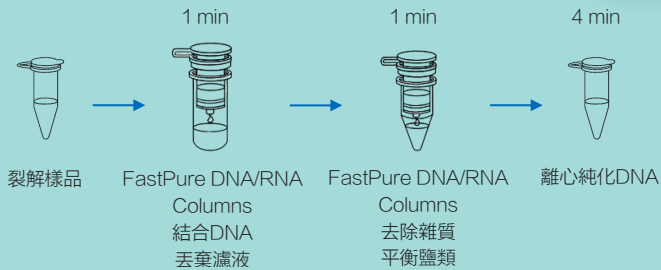 1 min
1 min
4 min
裂解樣品
FastPure DNA/RNA
Columns
結合DNA
丟棄濾液
FastPure DNA/RNA
Columns
去除雜質
平衡鹽類
離心純化DNA